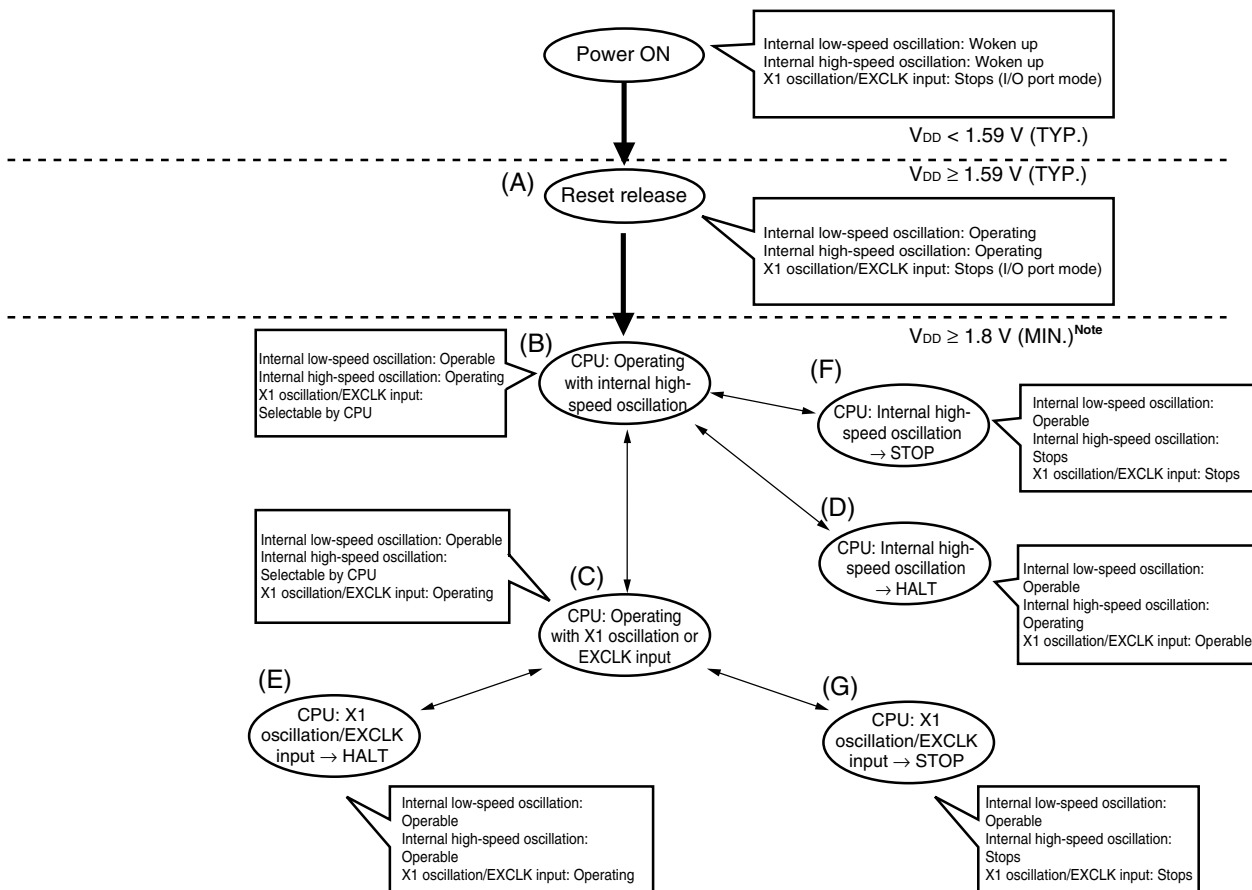 Power ON
Internal low-speed oscillation: Woken up
Internal high-speed oscillation: Woken up
X1 oscillation/EXCLK input: Stops (I/O port mode)
VDD < 1.59 V (TYP.)
VDD ≥ 1.59 V (TYP.)
(A)
Reset release
Internal low-speed oscillation: Operating
Internal high-speed oscillation: Operating
X1 oscillation/EXCLK input: Stops (I/O port mode)
VDD ≥ 1.8 V (MIN.)Note
(B)
CPU: Operating
with internal high-
speed oscillation
Internal low-speed oscillation: Operable
Internal high-speed oscillation: Operating
X1 oscillation/EXCLK input:
Selectable by CPU
(F)
CPU: Internal high-
speed oscillation
→ STOP
Internal low-speed oscillation:
Operable
Internal high-speed oscillation:
Stops
X1 oscillation/EXCLK input: Stops
(D)
CPU: Internal high-
speed oscillation
→ HALT
Internal low-speed oscillation:
Operable
Internal high-speed oscillation:
Operating
X1 oscillation/EXCLK input: Operable
Internal low-speed oscillation: Operable
Internal high-speed oscillation:
Selectable by CPU
X1 oscillation/EXCLK input: Operating
(C)
CPU: Operating
with X1 oscillation or
EXCLK input
(E)
CPU: X1
oscillation/EXCLK
input → HALT
Internal low-speed oscillation:
Operable
Internal high-speed oscillation:
Operable
X1 oscillation/EXCLK input: Operating
(G)
CPU: X1
oscillation/EXCLK
input → STOP
Internal low-speed oscillation:
Operable
Internal high-speed oscillation:
Stops
X1 oscillation/EXCLK input: Stops